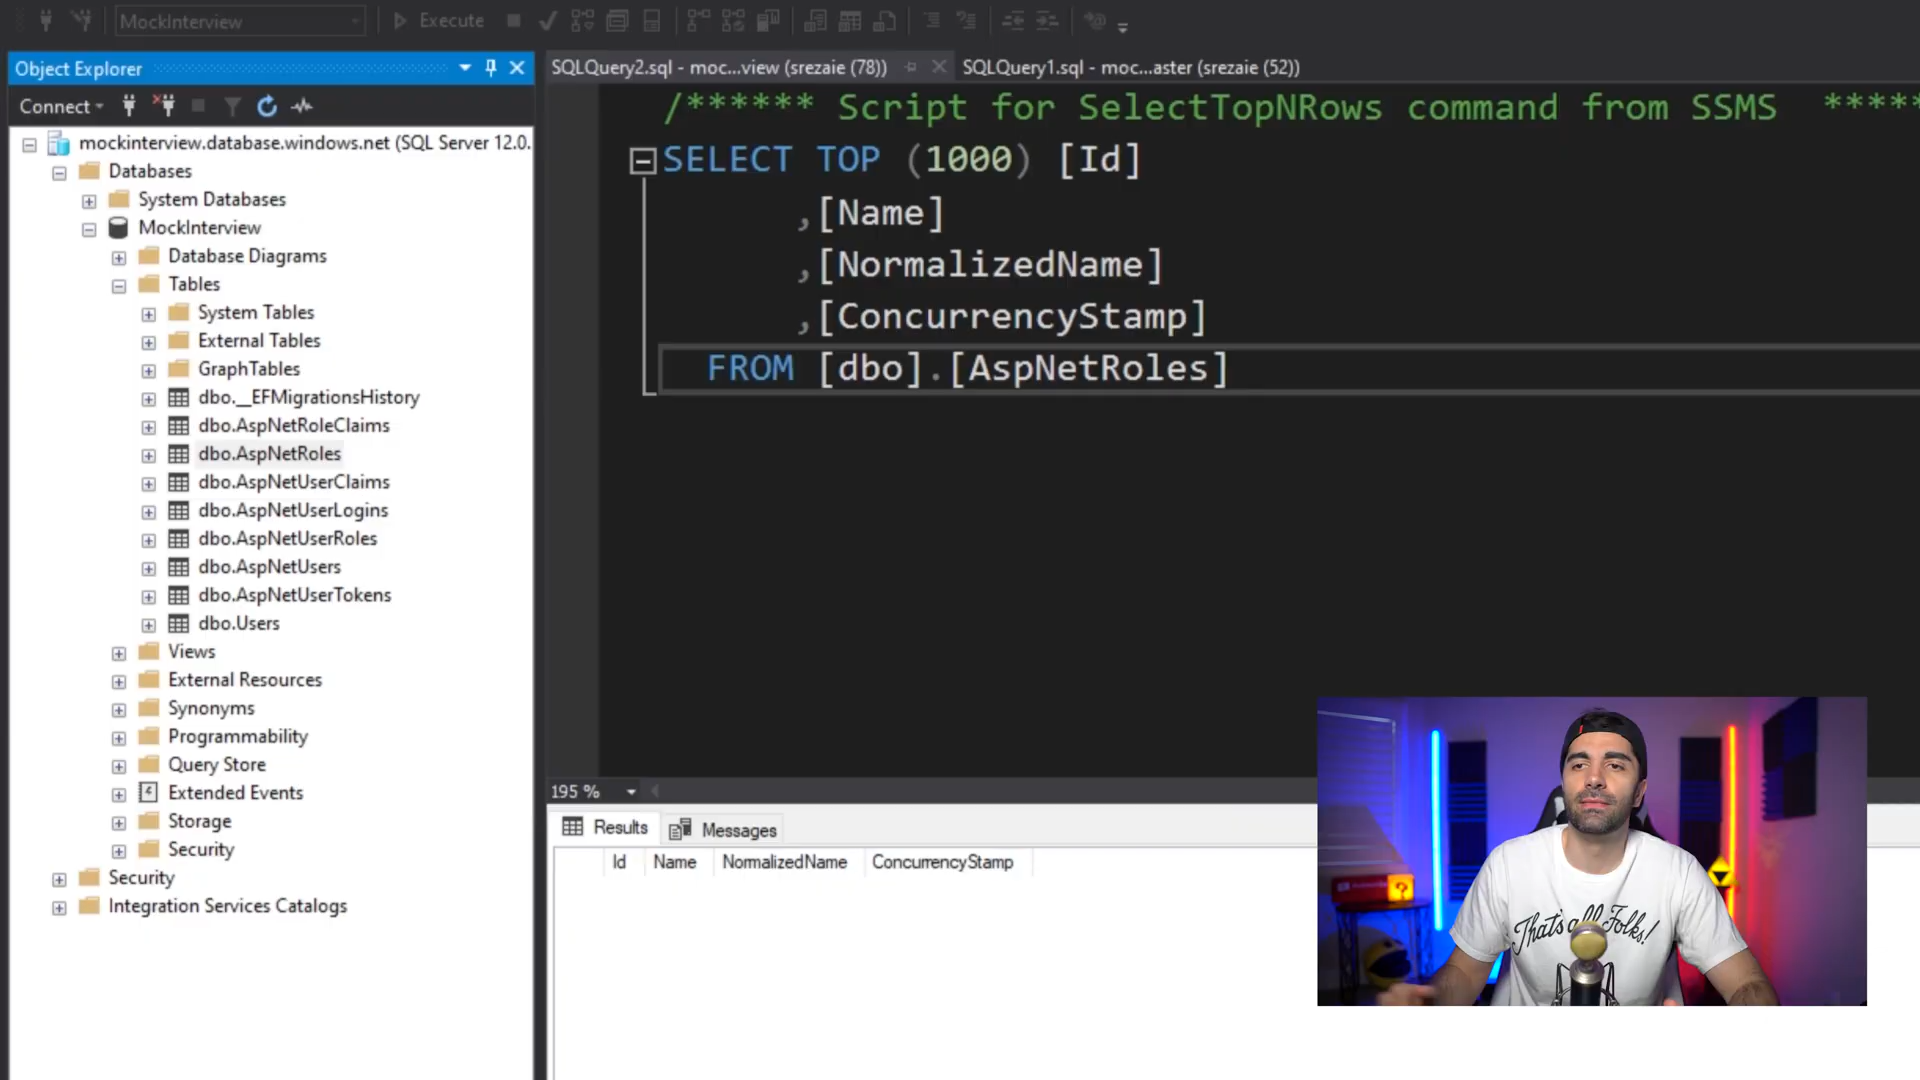 MockInterview
Execute
Object Explorer
SQLQuery2.sql - moc...view (srezaie (78))
SQLQuery1.sql - moc...aster (srezaie (52))
Connect
mockinterview.database.windows.net (SQL Server 12.0.
Databases
System Databases
MockInterview
Database Diagrams
Tables
System Tables
External Tables
GraphTables
dbo.__EFMigrationsHistory
dbo.AspNetRoleClaims
dbo.AspNetRoles
dbo.AspNetUserClaims
dbo.AspNetUserLogins
dbo.AspNetUserRoles
dbo.AspNetUsers
dbo.AspNetUserTokens
dbo.Users
Views
External Resources
Synonyms
Programmability
Query Store
Extended Events
Storage
Security
Security
Integration Services Catalogs
/****** Script for SelectTopNRows command from SSMS *****
SELECT TOP (1000) [Id]
,[Name]
,[NormalizedName]
,[ConcurrencyStamp]
FROM [dbo].[AspNetRoles]
195 %
Results
Messages
Id Name NormalizedName ConcurrencyStamp
?
That's all Folks!